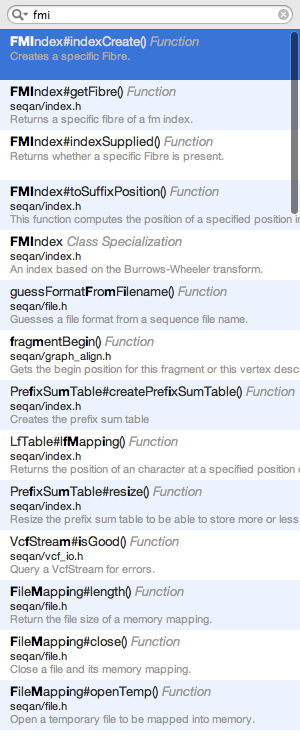 fmi
FMIndex#indexCreate() Function
Creates a specific Fibre.
FMIndex#getFibre() Function
seqan/index.h
Returns a specific fibre of a fm index.
FMIndex#indexSupplied() Function
Returns whether a specific Fibre is present.
FMIndex#toSuffixPosition() Function
seqan/index.h
This function computes the position of a specified position i
FMIndex Class Specialization
seqan/index.h
An index based on the Burrows-Wheeler transform.
guessFormatFromFilename() Function
seqan/file.h
Guesses a file format from a sequence file name.
fragmentBegin() Function
seqan/graph_align.h
Gets the begin position for this fragment or this vertex desc
PrefixSumTable#createPrefixSumTable() Function
seqan/index.h
Creates the prefix sum table
LfTable#lfMapping() Function
seqan/index.h
Returns the position of an character at a specified position
PrefixSumTable#resize() Function
seqan/index.h
Resize the prefix sum table to be able to store more or less
VcfStream#isGood() Function
seqan/vcf_io.h
Query a VcfStream for errors.
FileMapping#length() Function
seqan/file.h
Return the file size of a memory mapping.
FileMapping#close() Function
seqan/file.h
Close a file and its memory mapping.
FileMapping#openTemp() Function
seqan/file.h
Open a temporary file to be mapped into memory.